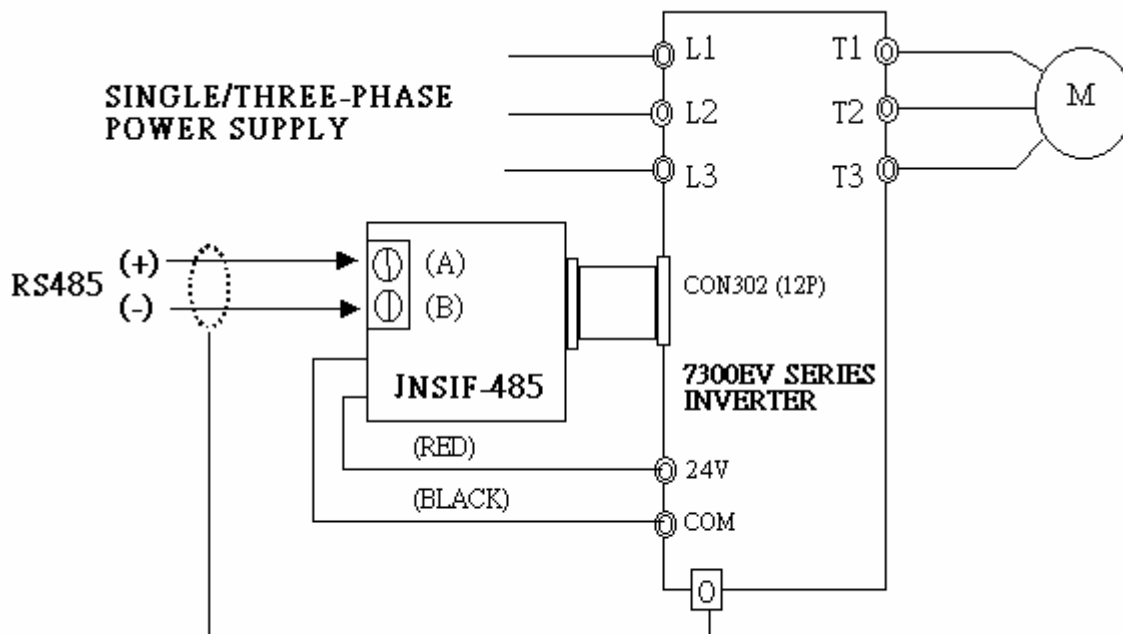 L1
T1
SINGLE/THREE-PHASE
POWER SUPPLY
M
L2
T2
L3
T3
RS485
(+)
(-)
(A)
(B)
CON302 (12P)
JNSIF-485
7300EV SERIES
INVERTER
(RED)
24V
(BLACK)
COM